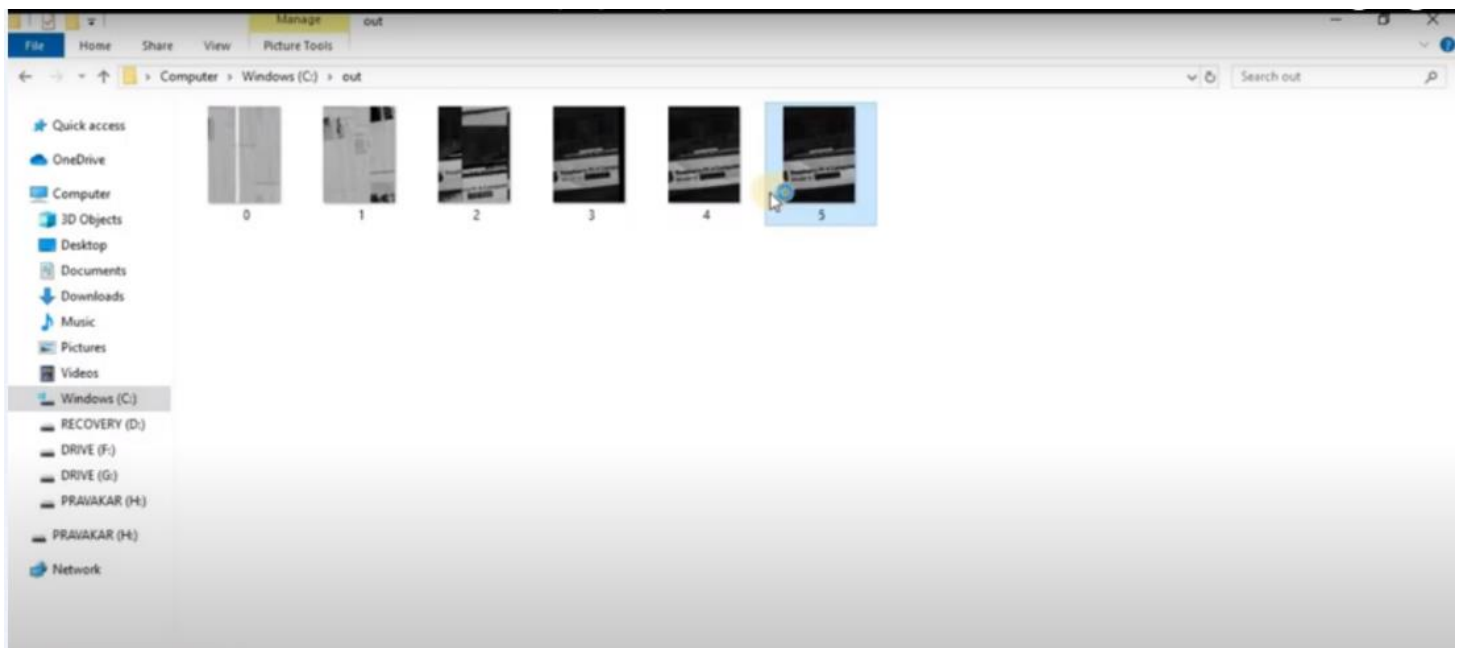 Manage out
File Home Share View Picture Tools
Computer › Windows (C:) › out
Search out
Quick access
OneDrive
Computer
3D Objects
Desktop
Documents
Downloads
Music
Pictures
Videos
Windows (C:)
RECOVERY (D:)
DRIVE (F:)
DRIVE (G:)
PRAVAKAR (H:)
PRAVAKAR (H:)
Network
0 1 2 3 4 5